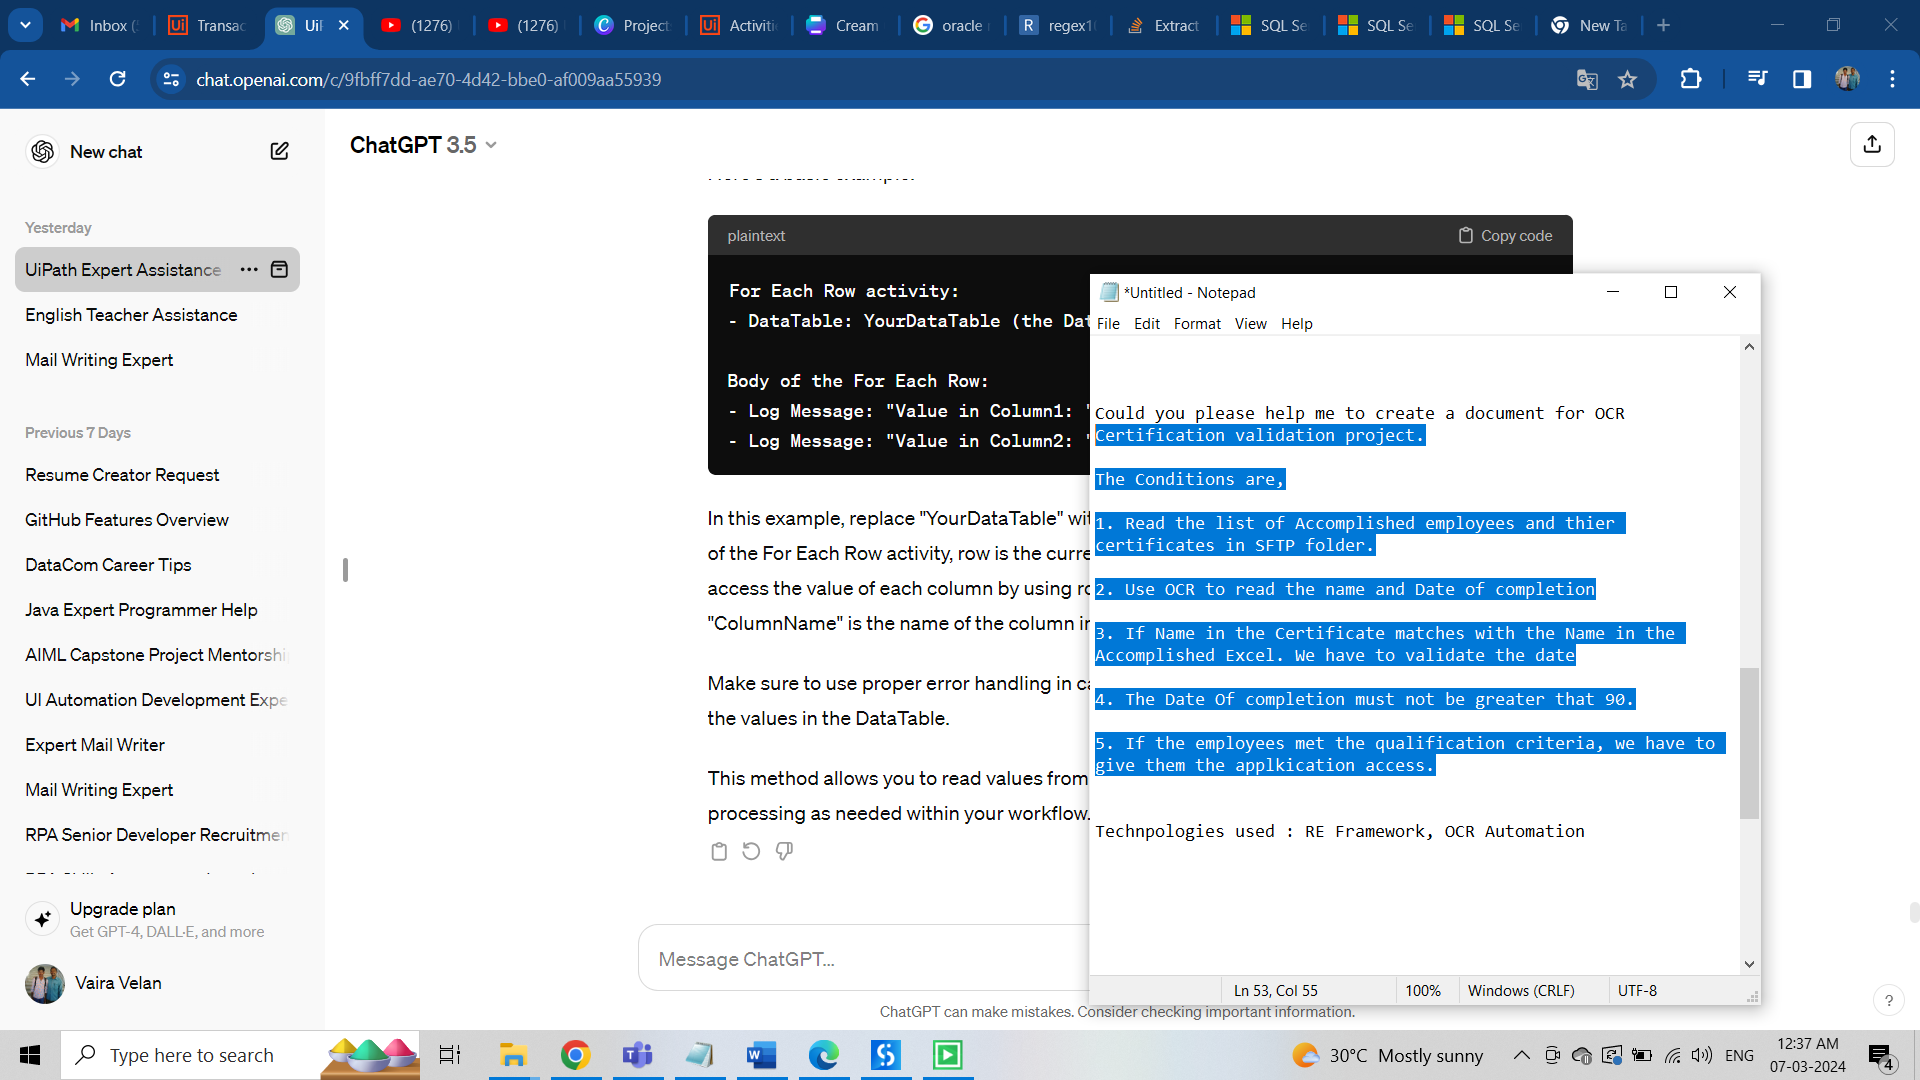 Inbox (
Transac
UiP
(1276)
(1276)
Project
Activiti
Cream
oracle
regex10
Extract
SQL Se
SQL Se
SQL Se
New Ta
chat.openai.com/c/9fbff7dd-ae70-4d42-bbe0-af009aa55939
New chat
Yesterday
UiPath Expert Assistance
English Teacher Assistance
Mail Writing Expert
Previous 7 Days
Resume Creator Request
GitHub Features Overview
DataCom Career Tips
Java Expert Programmer Help
AIML Capstone Project Mentorshi
UI Automation Development Expe
Expert Mail Writer
Mail Writing Expert
RPA Senior Developer Recruitmen
Upgrade plan
Get GPT-4, DALL·E, and more
Vaira Velan
ChatGPT 3.5
Here's a basic example:
plaintext
Copy code
For Each Row activity:
- DataTable: YourDataTable (the Dat
Body of the For Each Row:
- Log Message: "Value in Column1: "
- Log Message: "Value in Column2: "
In this example, replace "YourDataTable" wit
of the For Each Row activity, row is the curre
access the value of each column by using ro
"ColumnName" is the name of the column in
Make sure to use proper error handling in ca
the values in the DataTable.
This method allows you to read values from
processing as needed within your workflow.
Message ChatGPT...
ChatGPT can make mistakes. Consider checking important information.
?
*Untitled - Notepad
File Edit Format View Help
Could you please help me to create a document for OCR
Certification validation project.
The Conditions are,
1. Read the list of Accomplished employees and thier
certificates in SFTP folder.
2. Use OCR to read the name and Date of completion
3. If Name in the Certificate matches with the Name in the
Accomplished Excel. We have to validate the date
4. The Date Of completion must not be greater that 90.
5. If the employees met the qualification criteria, we have to
give them the applkication access.
Technpologies used : RE Framework, OCR Automation
Ln 53, Col 55
100%
Windows (CRLF)
UTF-8
Type here to search
30°C Mostly sunny
ENG
12:37 AM
07-03-2024
4